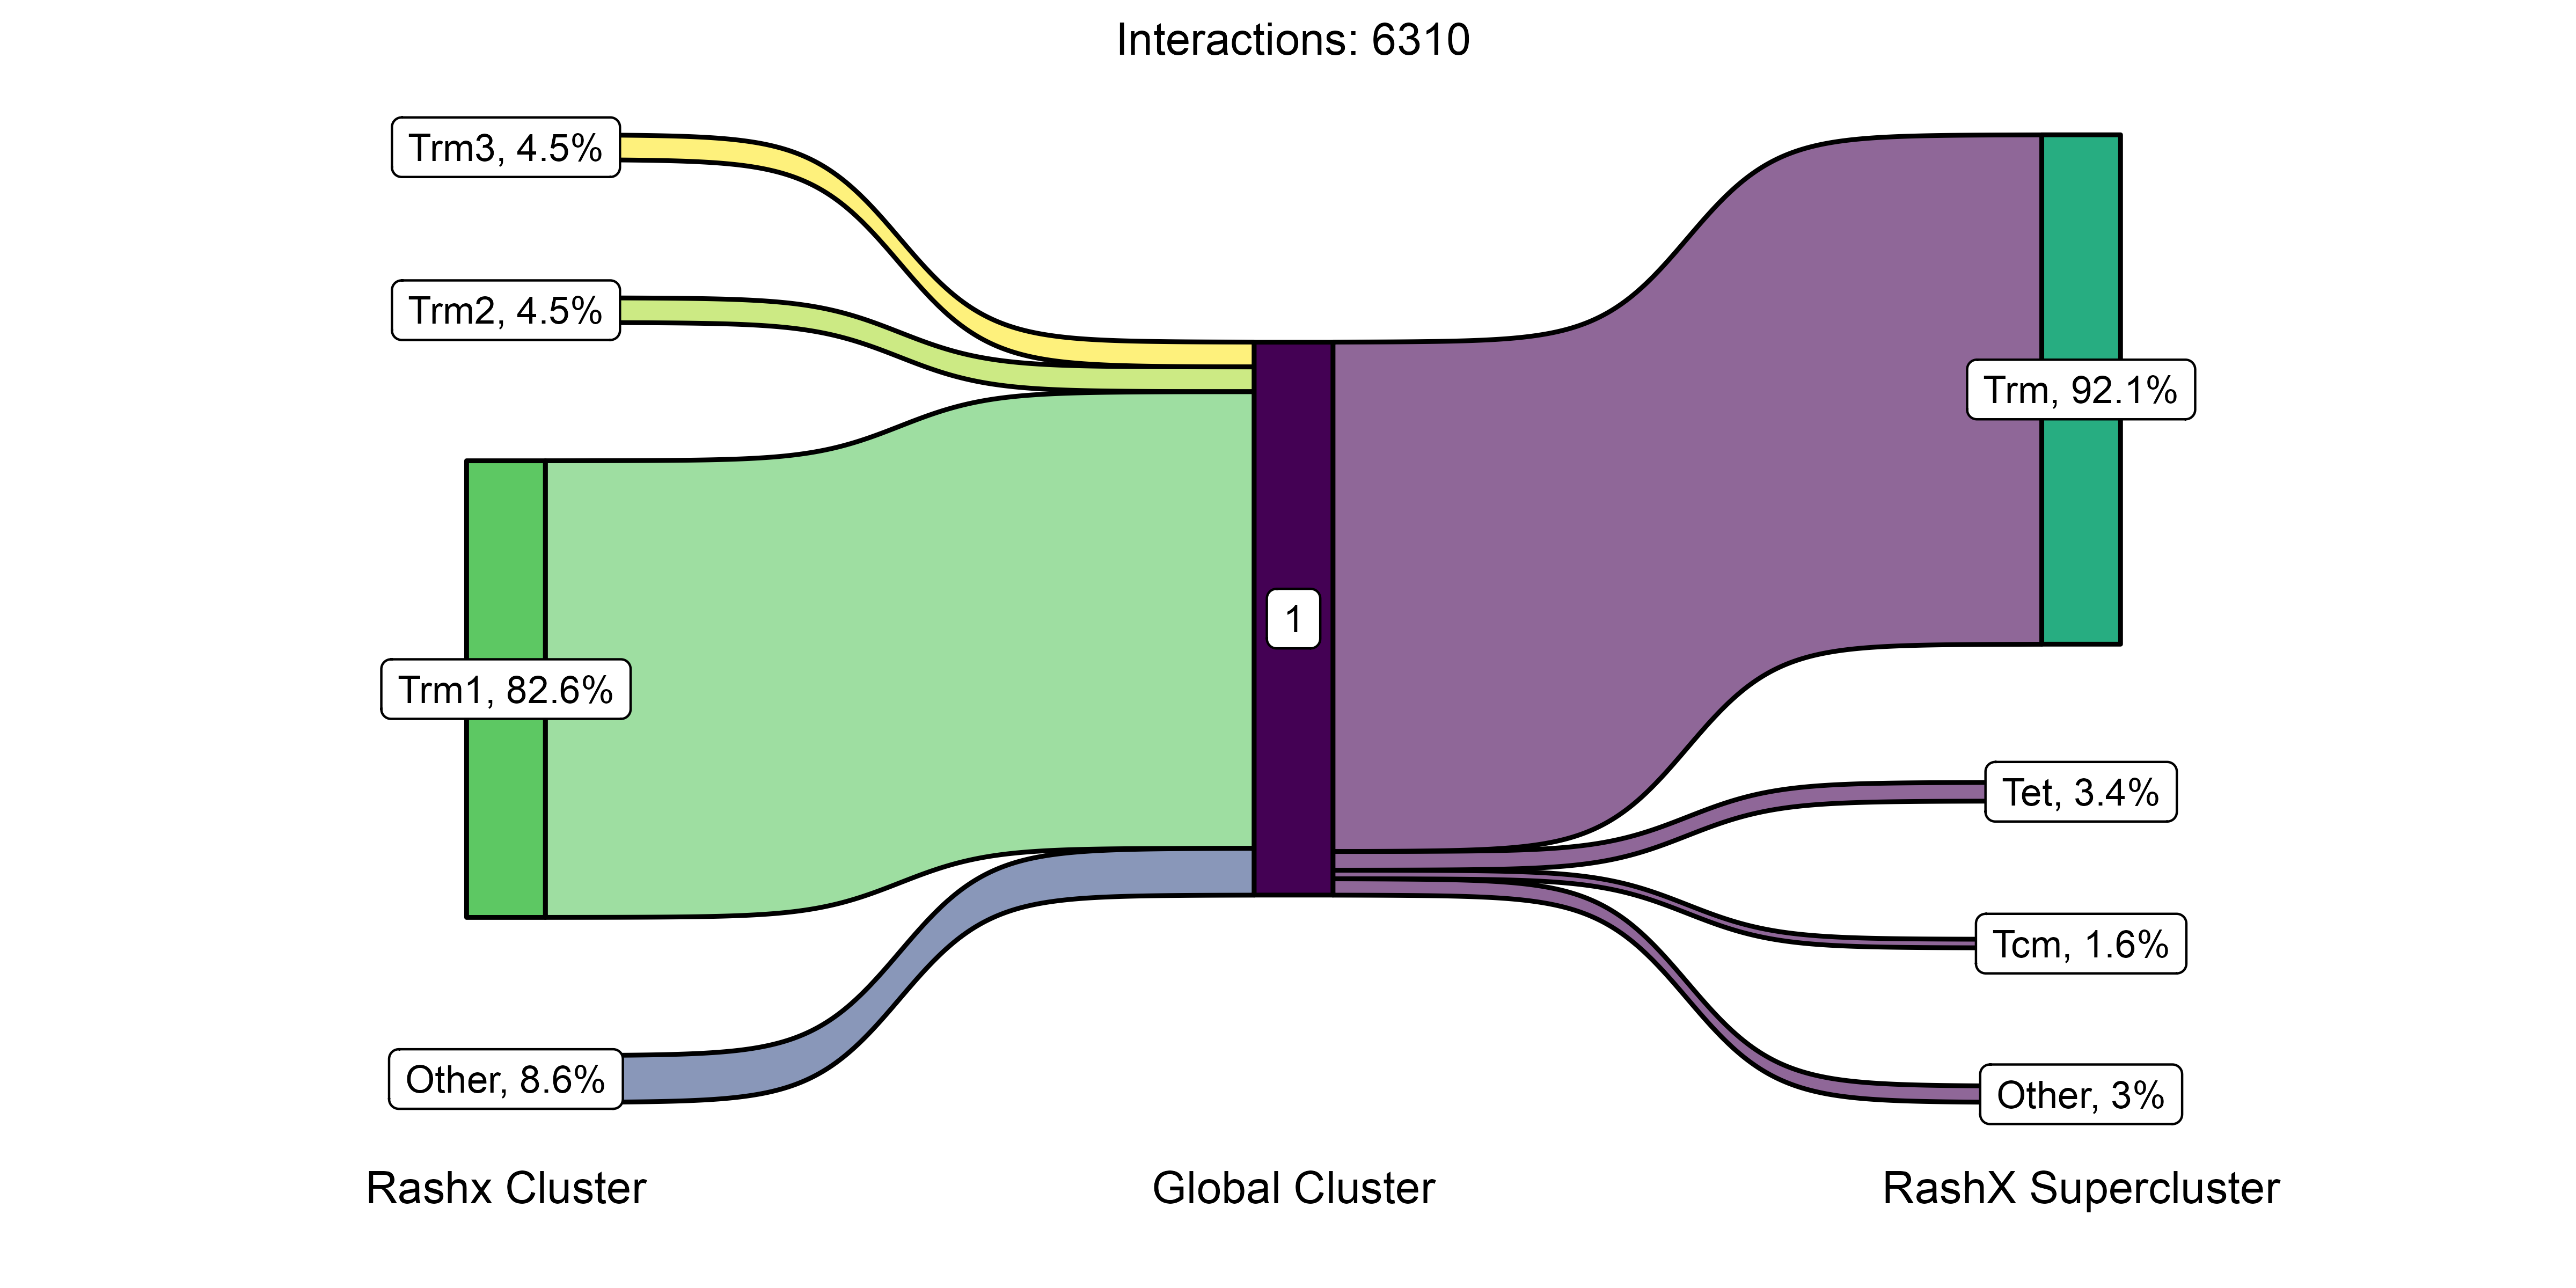 Interactions: 6310
Trm3, 4.5%
Trm2, 4.5%
Trm1, 82.6%
Other, 8.6%
1
Trm, 92.1%
Tet, 3.4%
Tcm, 1.6%
Other, 3%
Rashx Cluster
Global Cluster
RashX Supercluster